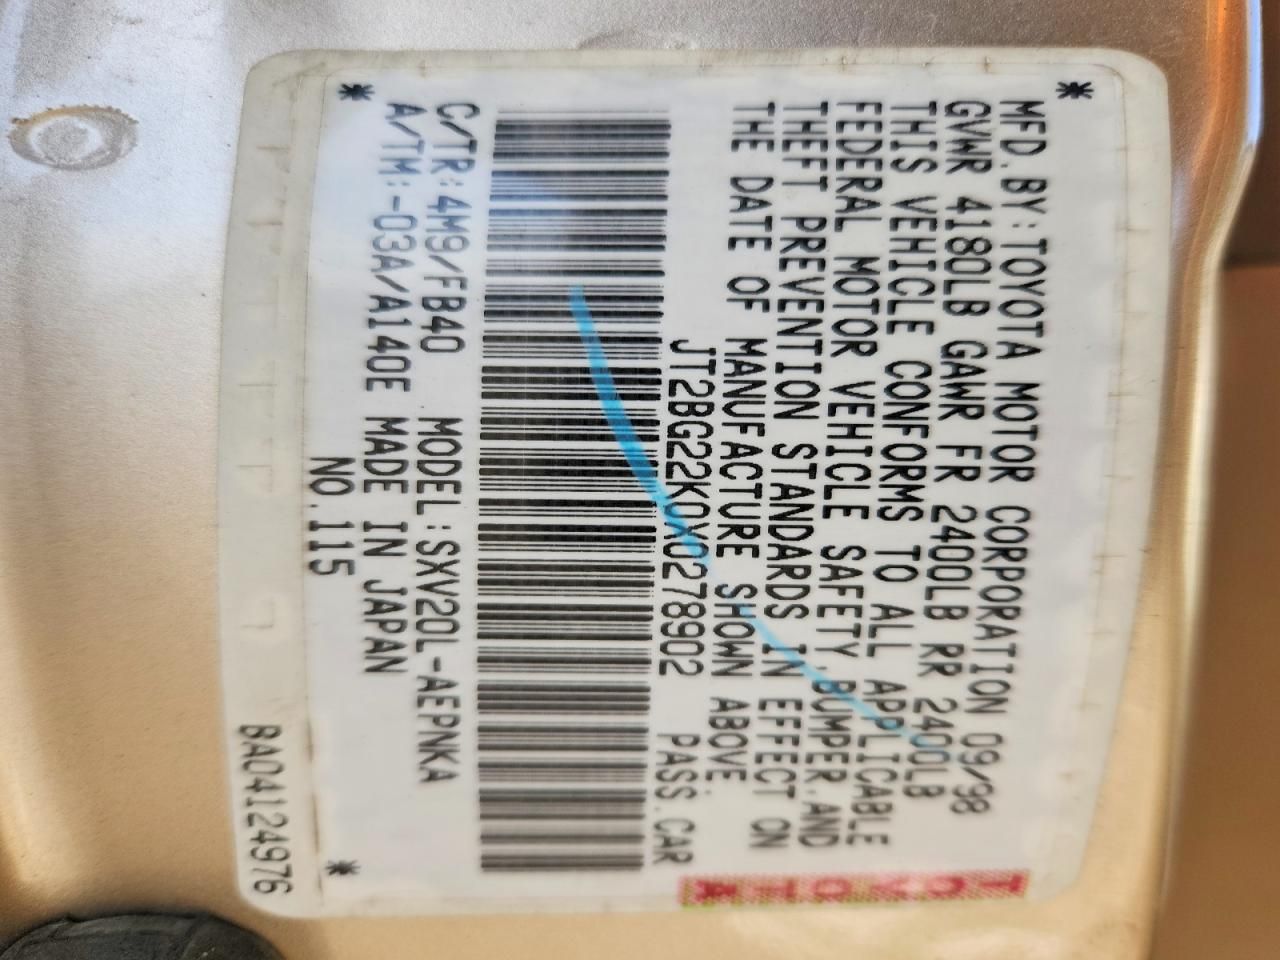 MFD. BY: TOYOTA MOTOR CORPORATION 09/98
GVWR 4180LB GAWR FR 2400LB RR 2400LB
THIS VEHICLE CONFORMS TO ALL APPLICABLE
FEDERAL MOTOR VEHICLE SAFETY, BUMPER, AND
THEFT PREVENTION STANDARDS IN EFFECT ON
THE DATE OF MANUFACTURE SHOWN ABOVE.
JT2BG22K0X0278902 PASS. CAR
C/TR: 4M9/FB40 MODEL: SXV20L-AEPNKA
A/TM: -03A/A140E MADE IN JAPAN
NO. 115
TOYOTA
BA04124976